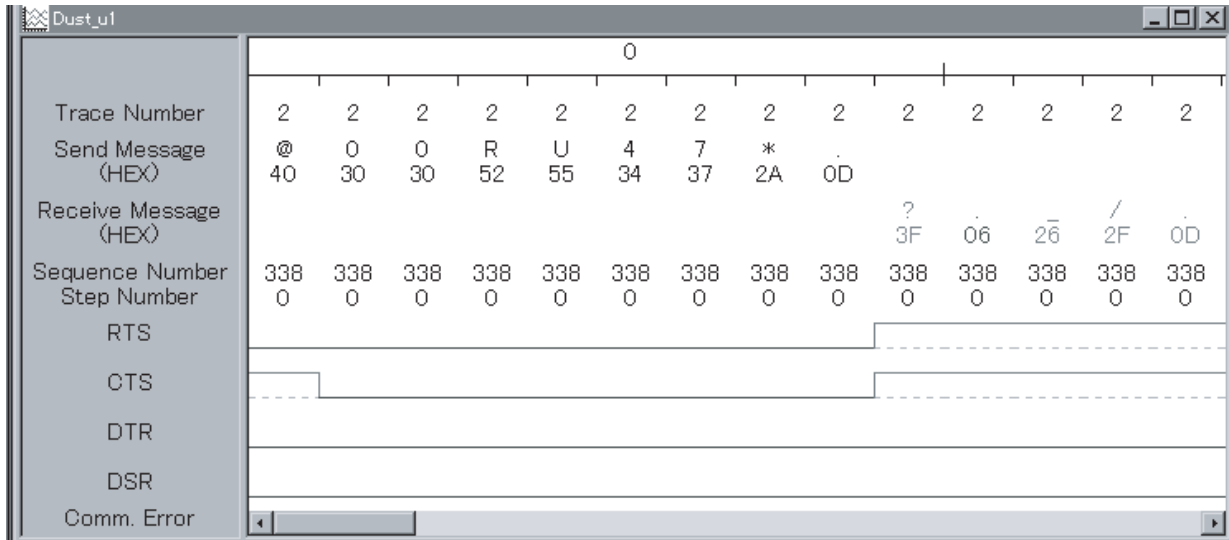 Dust_u1
0
Trace Number 2 2 2 2 2 2 2 2 2 2 2 2 2 2
Send Message @ 0 0 R U 4 7 * .
(HEX) 40 30 30 52 55 34 37 2A 0D
Receive Message ? . _ / .
(HEX) 3F 06 26 2F 0D
Sequence Number 338 338 338 338 338 338 338 338 338 338 338 338 338 338
Step Number 0 0 0 0 0 0 0 0 0 0 0 0 0 0
RTS
CTS
DTR
DSR
Comm. Error